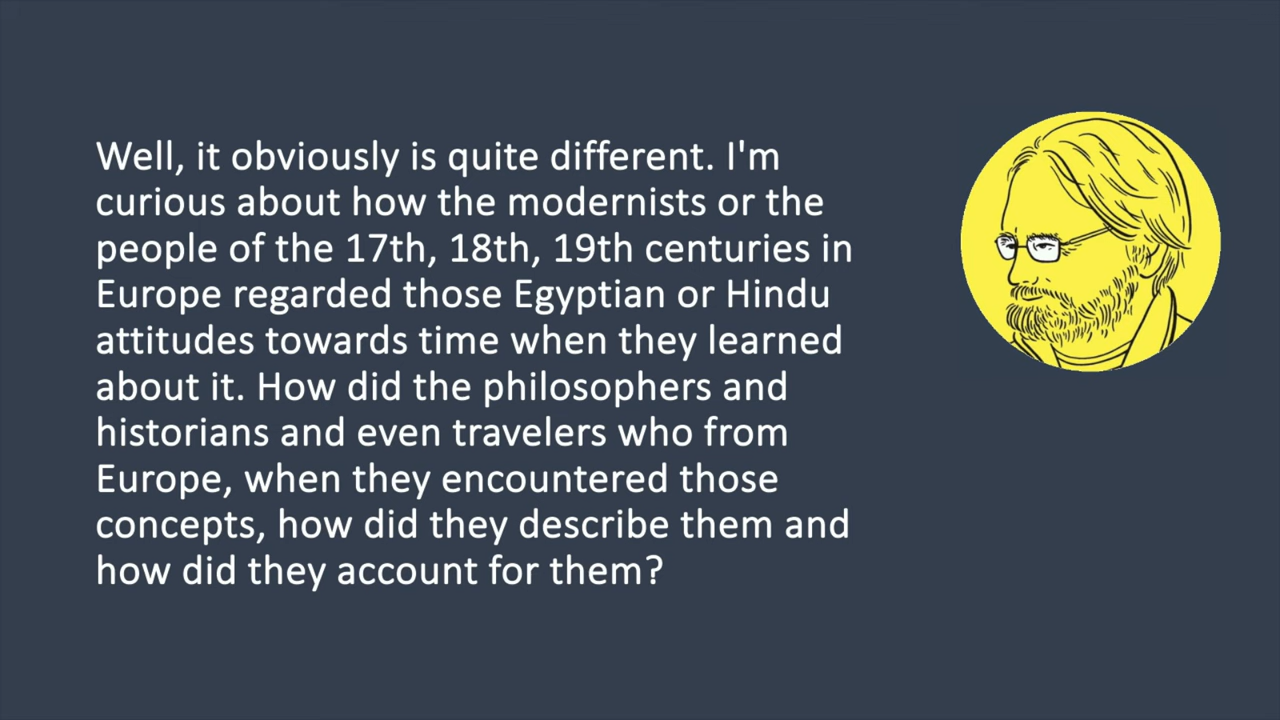 Well, it obviously is quite different. I'm
curious about how the modernists or the
people of the 17th, 18th, 19th centuries in
Europe regarded those Egyptian or Hindu
attitudes towards time when they learned
about it. How did the philosophers and
historians and even travelers who from
Europe, when they encountered those
concepts, how did they describe them and
how did they account for them?